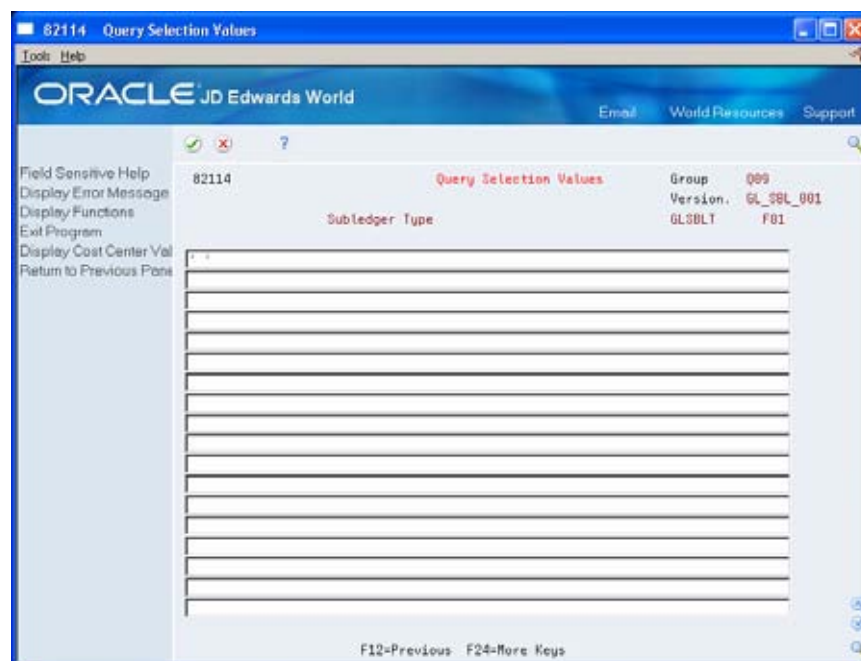 82114 Query Selection Values
Tools Help
ORACLE JD Edwards World
Email World Resources Support
?
Field Sensitive Help
Display Error Message
Display Functions
Exit Program
Display Cost Center Val
Return to Previous Pane
82114 Query Selection Values Group Q09
Version. GL_SBL_001
Subledger Type GLSBLT F01
' '
F12=Previous F24=More Keys